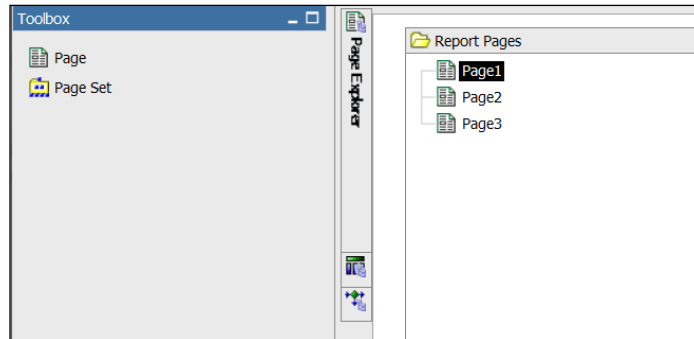 Toolbox
Page
Page Set
Page Explorer
Report Pages
Page1
Page2
Page3